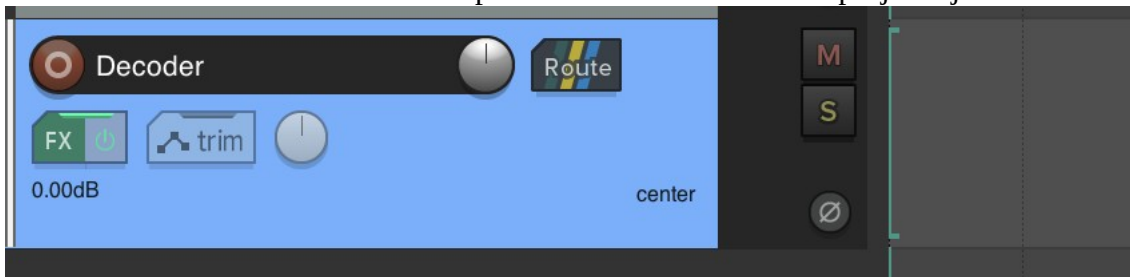 Decoder
Route
M
S
FX
trim
0.00dB
center
Ø